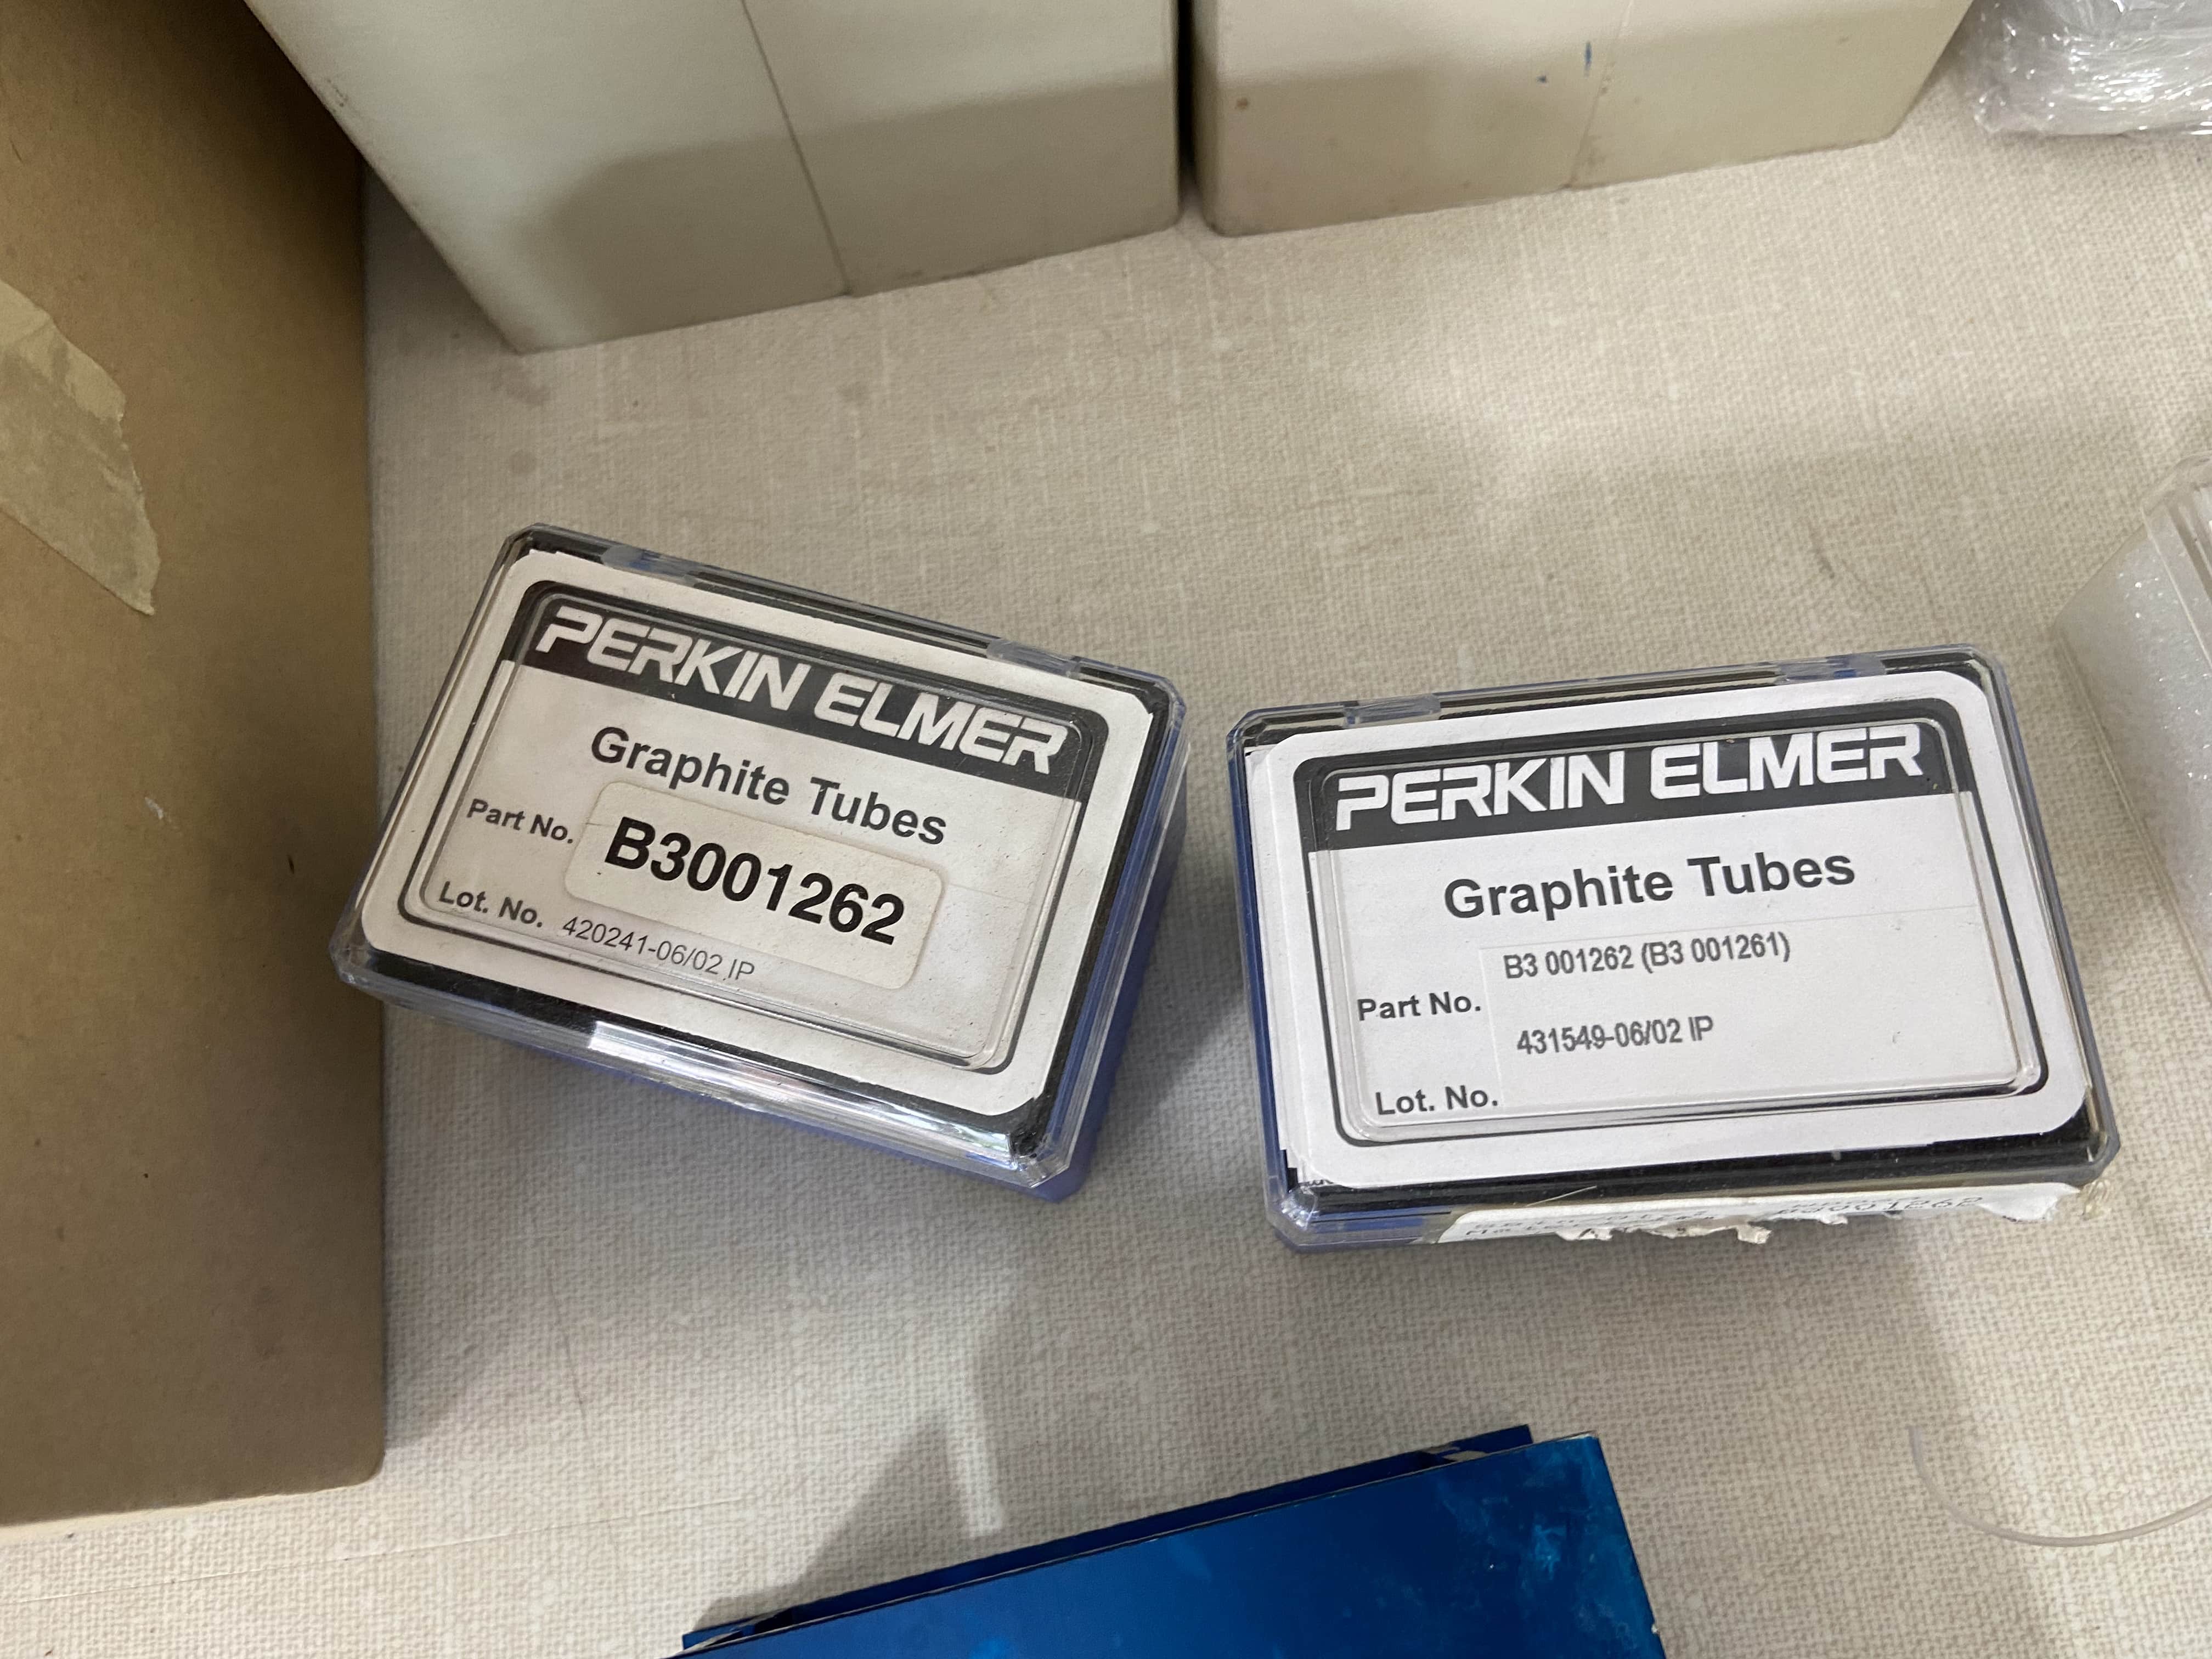 PERKIN ELMER
Graphite Tubes
Part No. B3001262
Lot. No. 420241-06/02 IP
PERKIN ELMER
Graphite Tubes
B3 001262 (B3 001261)
Part No.
431549-06/02 IP
Lot. No.